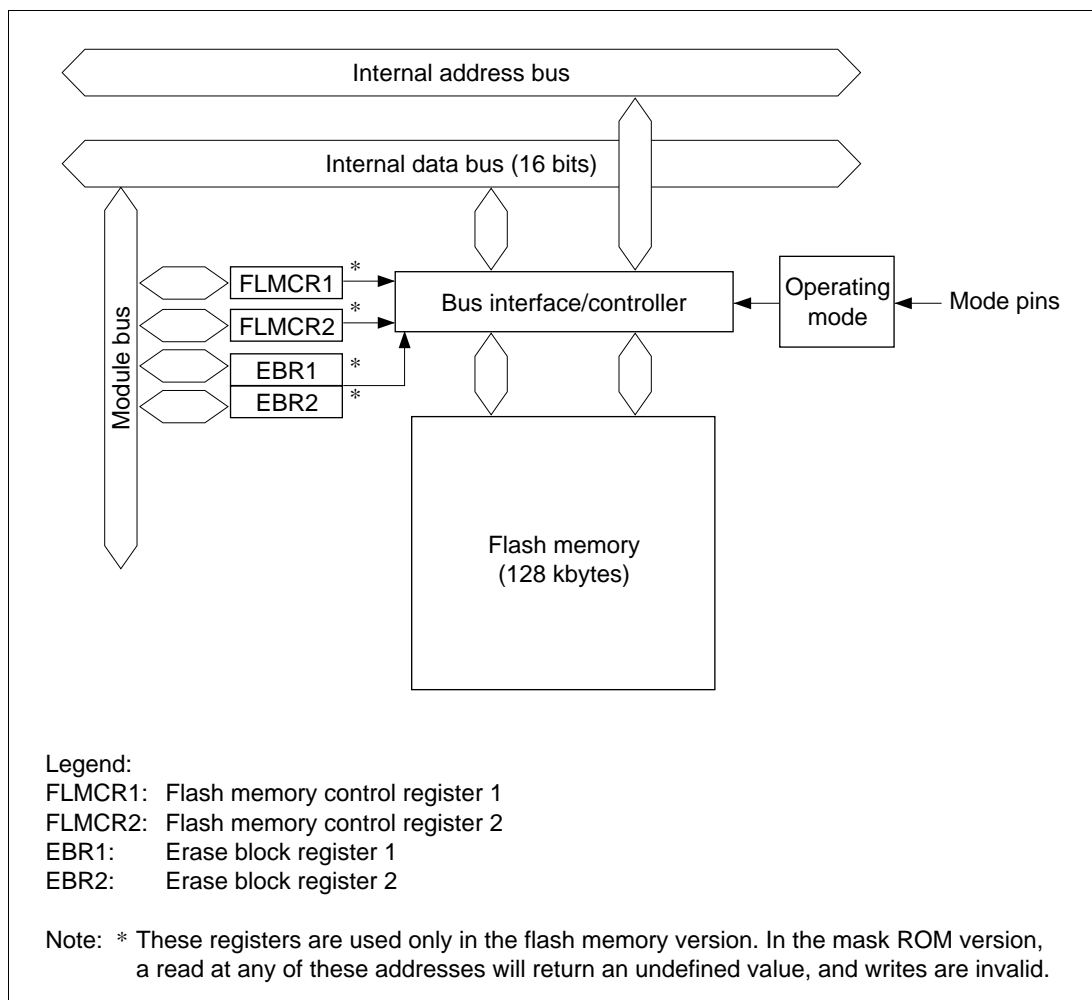 Internal address bus
Internal data bus (16 bits)
Module bus
FLMCR1
*
FLMCR2
*
EBR1
*
EBR2
*
Bus interface/controller
Operating
mode
Mode pins
Flash memory
(128 kbytes)
Legend:
FLMCR1: Flash memory control register 1
FLMCR2: Flash memory control register 2
EBR1: Erase block register 1
EBR2: Erase block register 2
Note: * These registers are used only in the flash memory version. In the mask ROM version,
a read at any of these addresses will return an undefined value, and writes are invalid.